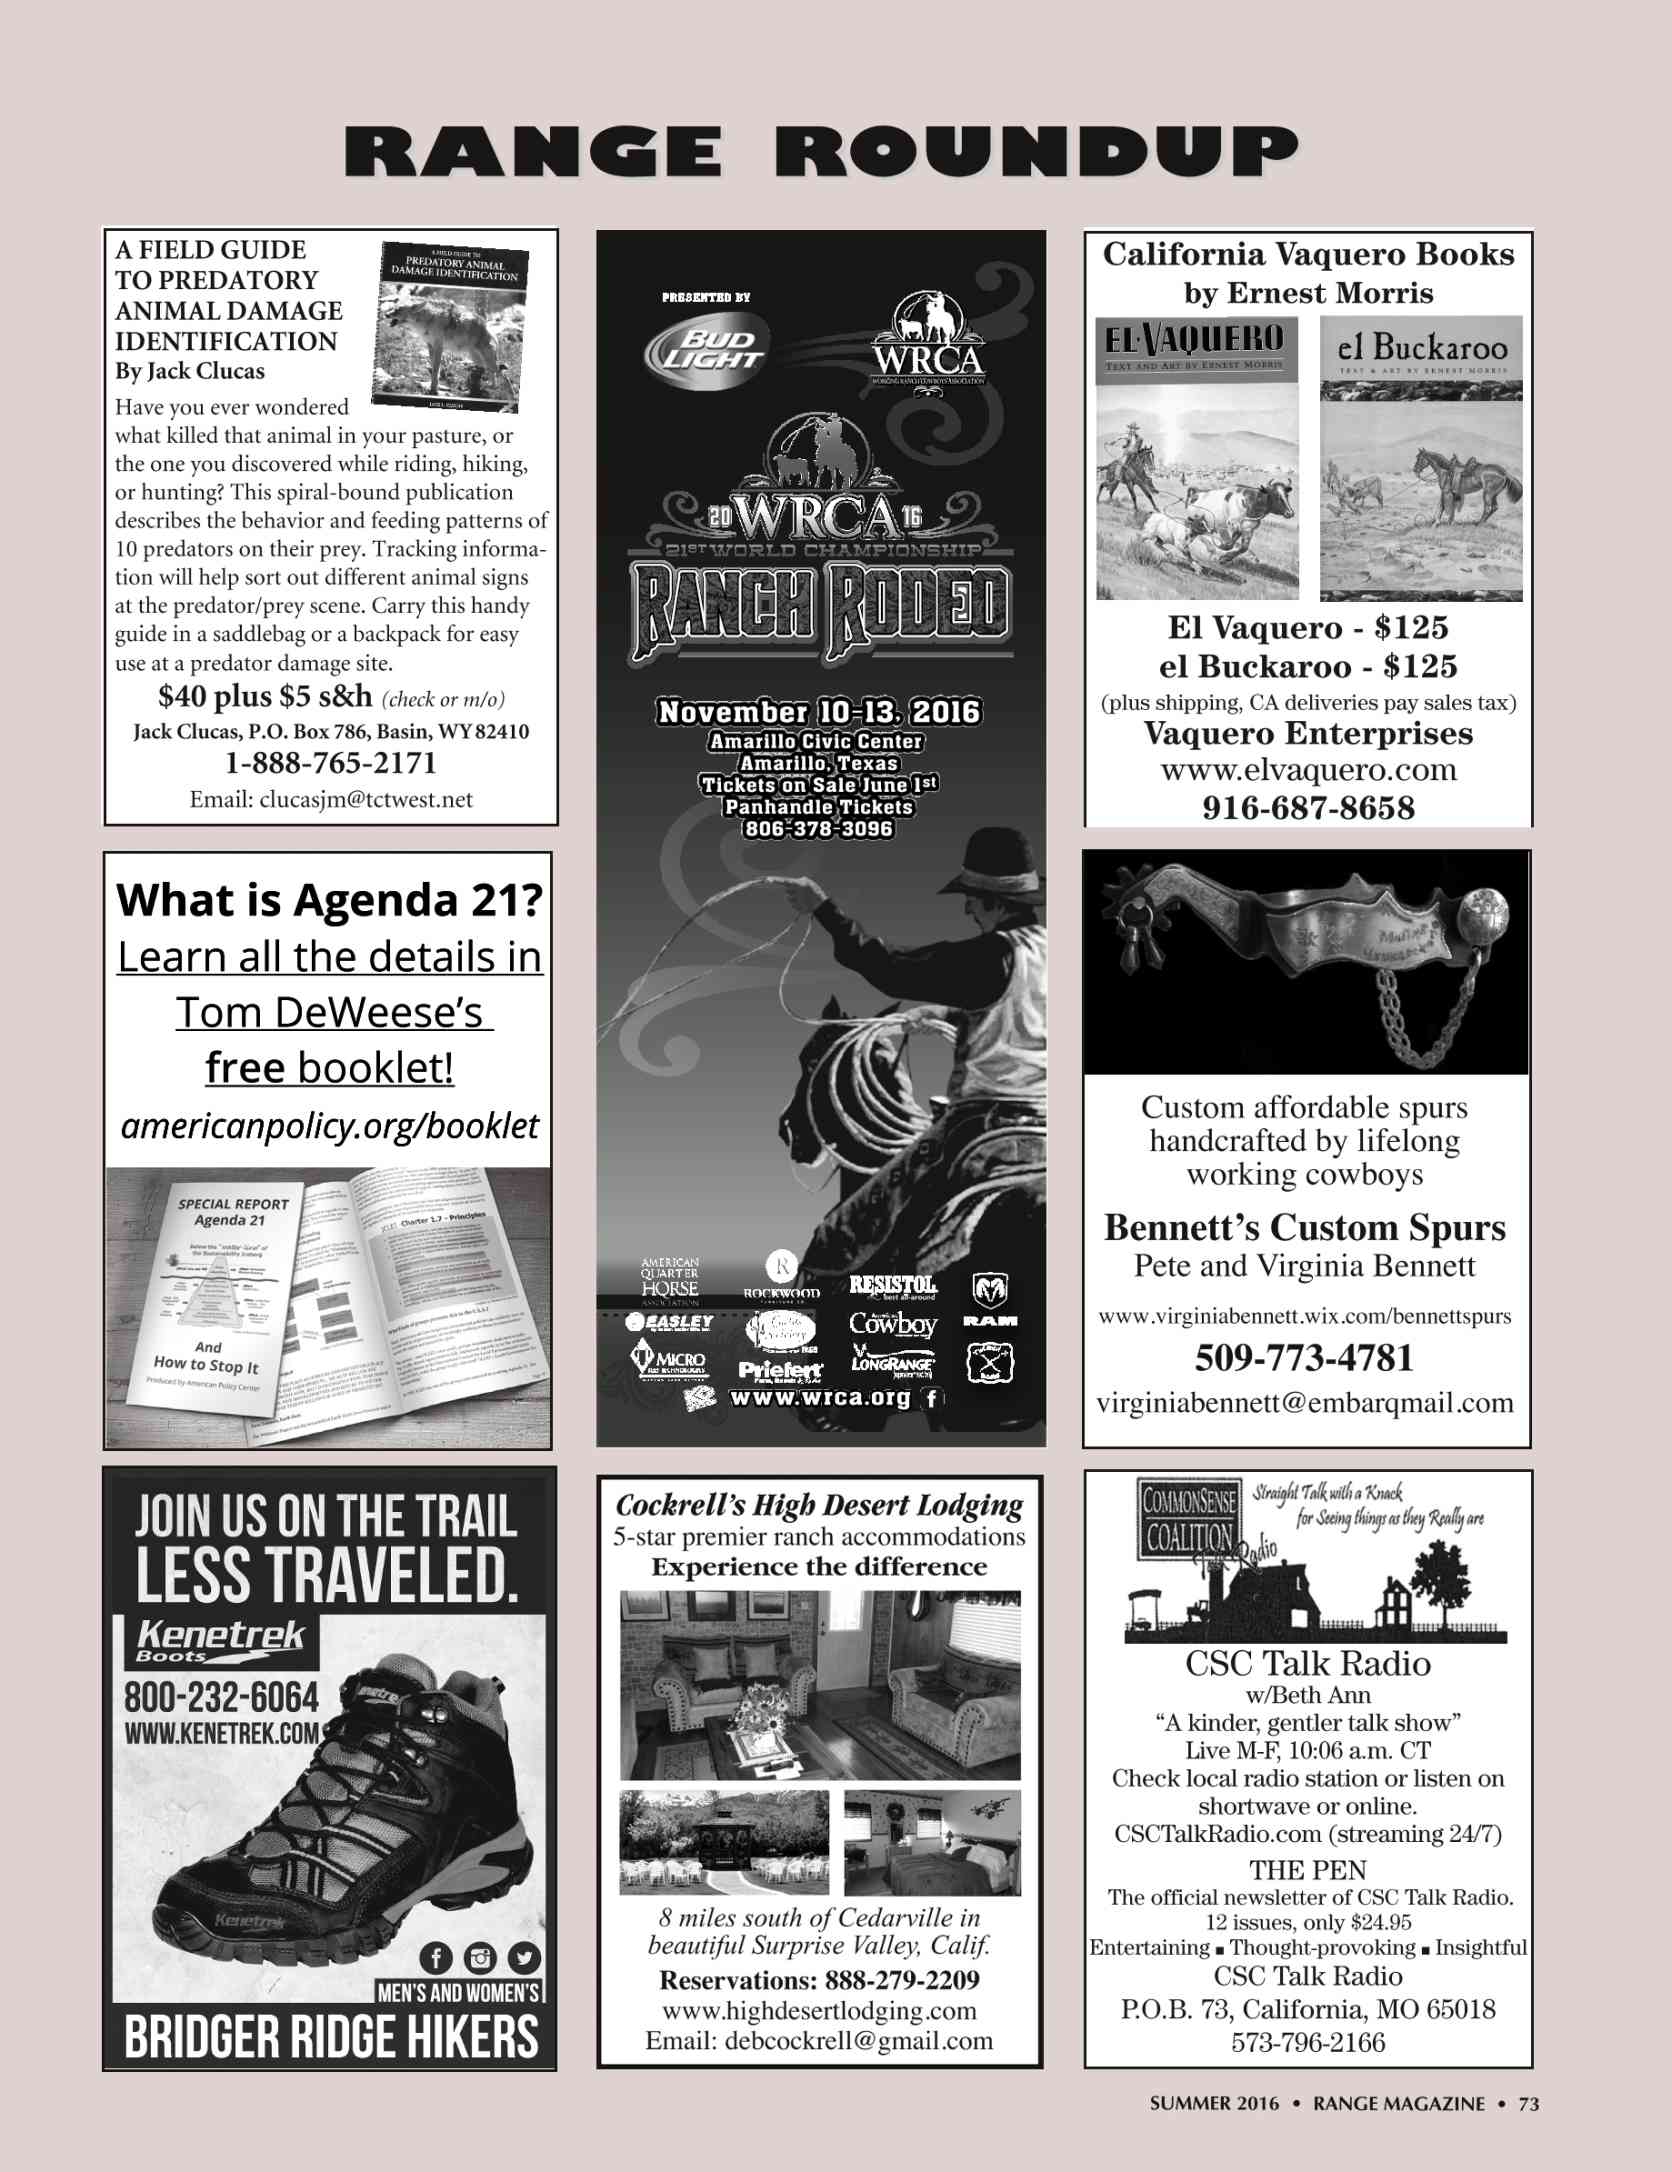 RANGE ROUNDUP
A FIELD GUIDE
TO PREDATORY
ANIMAL DAMAGE
IDENTIFICATION
By Jack Clucas
A FIELD GUIDE TO
PREDATORY ANIMAL
DAMAGE IDENTIFICATION
Have you ever wondered
what killed that animal in your pasture, or
the one you discovered while riding, hiking,
or hunting? This spiral-bound publication
describes the behavior and feeding patterns of
10 predators on their prey. Tracking informa-
tion will help sort out different animal signs
at the predator/prey scene. Carry this handy
guide in a saddlebag or a backpack for easy
use at a predator damage site.
$40 plus $5 s&h (check or m/o)
Jack Clucas, P.O. Box 786, Basin, WY 82410
1-888-765-2171
Email: clucasjm@tctwest.net
What is Agenda 21?
Learn all the details in
Tom DeWeese’s
free booklet!
americanpolicy.org/booklet
SPECIAL REPORT
Agenda 21
Below the
the Sustainability Iceberg
And
How to Stop It
Produced by American Policy Center
Charter 2.7 - Principles
JOIN US ON THE TRAIL
LESS TRAVELED.
Kenetrek
Boots
800-232-6064
WWW.KENETREK.COM
Kenetrek
Kenetrek
MEN’S AND WOMEN’S
BRIDGER RIDGE HIKERS
PRESENTED BY
BUD
LIGHT
WRCA
WORKING RANCH COWBOYS ASSOCIATION
20 WRCA 16
21ST WORLD CHAMPIONSHIP
RANCH RODEO
November 10-13, 2016
Amarillo Civic Center
Amarillo, Texas
Tickets on Sale June 1st
Panhandle Tickets
806-378-3096
AMERICAN
QUARTER
HORSE
ASSOCIATION
R
ROCKWOOD
FURNITURE CO.
RESISTOL
best all-around
EASLEY
American
Cowboy
RAM
MICRO
TECHNOLOGIES
Priefert
LONGRANGE
www.wrca.org f
Cockrell’s High Desert Lodging
5-star premier ranch accommodations
Experience the difference
8 miles south of Cedarville in
beautiful Surprise Valley, Calif.
Reservations: 888-279-2209
www.highdesertlodging.com
Email: debcockrell@gmail.com
California Vaquero Books
by Ernest Morris
EL·VAQUERO
TEXT AND ART BY ERNEST MORRIS
el Buckaroo
TEXT & ART BY ERNEST MORRIS
El Vaquero - $125
el Buckaroo - $125
(plus shipping, CA deliveries pay sales tax)
Vaquero Enterprises
www.elvaquero.com
916-687-8658
Custom affordable spurs
handcrafted by lifelong
working cowboys
Bennett’s Custom Spurs
Pete and Virginia Bennett
www.virginiabennett.wix.com/bennettspurs
509-773-4781
virginiabennett@embarqmail.com
COMMONSENSE
COALITION
Talk Radio
Straight Talk with a Knack
for Seeing things as they Really are
CSC Talk Radio
w/Beth Ann
“A kinder, gentler talk show”
Live M-F, 10:06 a.m. CT
Check local radio station or listen on
shortwave or online.
CSCTalkRadio.com (streaming 24/7)
THE PEN
The official newsletter of CSC Talk Radio.
12 issues, only $24.95
Entertaining ■ Thought-provoking ■ Insightful
CSC Talk Radio
P.O.B. 73, California, MO 65018
573-796-2166
SUMMER 2016 • RANGE MAGAZINE • 73